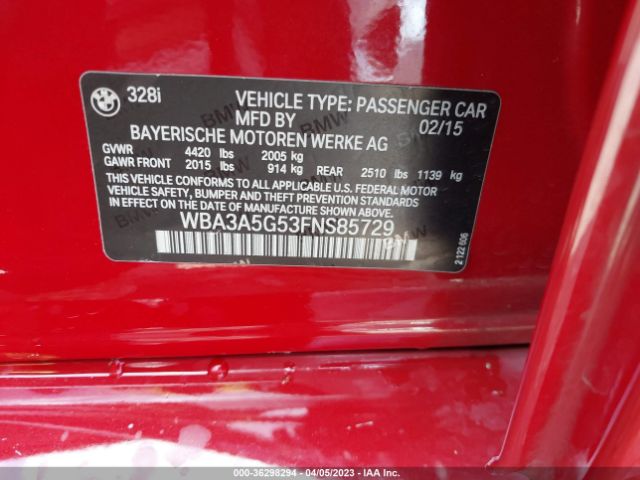 BMW 328i VEHICLE TYPE: PASSENGER CAR
MFD BY 02/15
BAYERISCHE MOTOREN WERKE AG
GVWR 4420 lbs 2005 kg
GAWR FRONT 2015 lbs 914 kg REAR 2510 lbs 1139 kg
THIS VEHICLE CONFORMS TO ALL APPLICABLE U.S. FEDERAL MOTOR
VEHICLE SAFETY, BUMPER AND THEFT PREVENTION STANDARDS
IN EFFECT ON DATE OF MANUFACTURE SHOWN ABOVE.
WBA3A5G53FNS85729
2 122 606
000-36298294 - 04/05/2023 - IAA Inc.